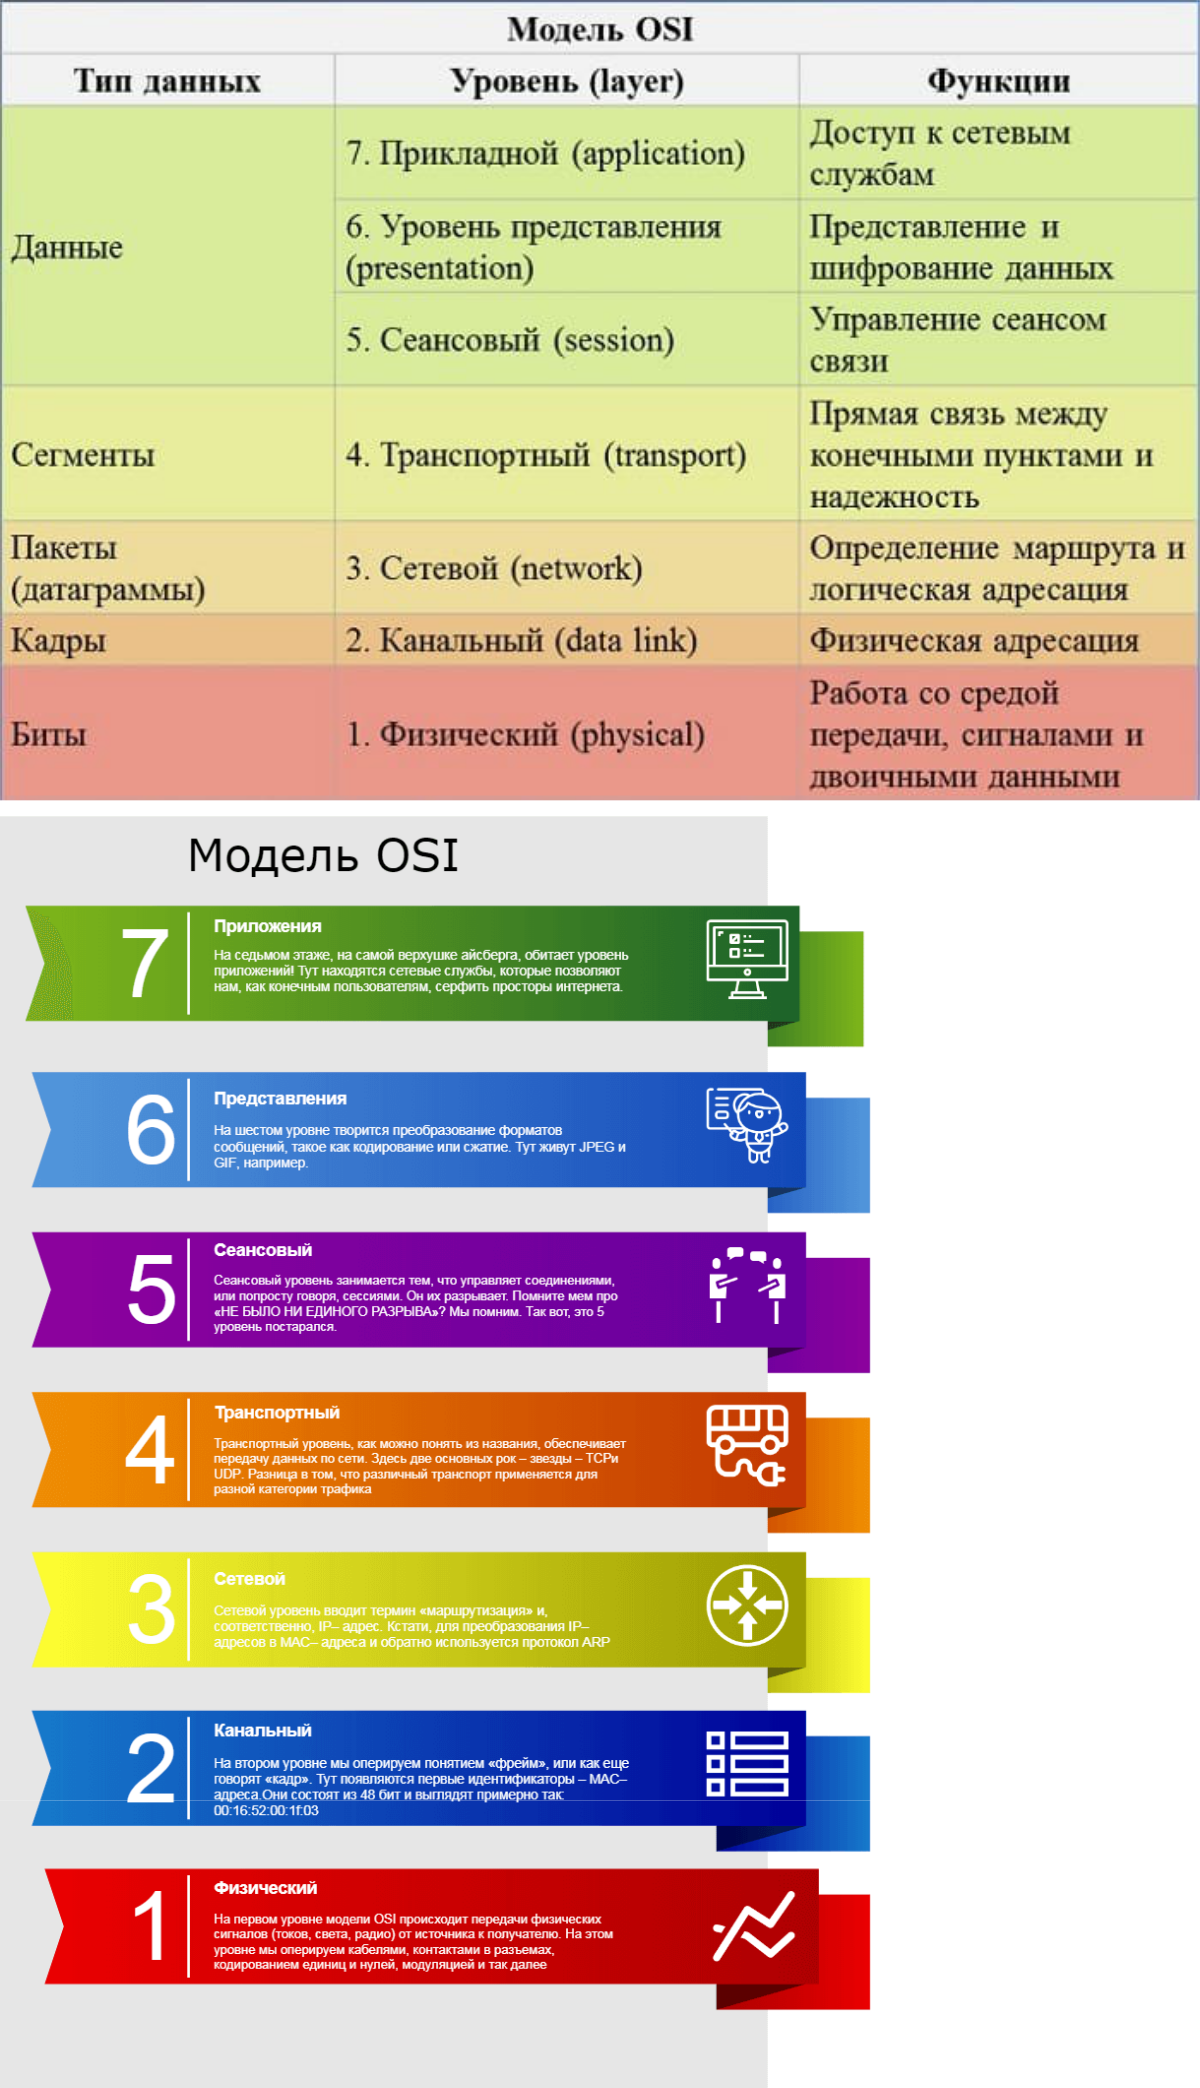 Модель OSI
Тип данных
Уровень (layer)
Функции
Данные
7. Прикладной (application)
Доступ к сетевым
службам
6. Уровень представления
(presentation)
Представление и
шифрование данных
5. Сеансовый (session)
Управление сеансом
связи
Сегменты
4. Транспортный (transport)
Прямая связь между
конечными пунктами и
надежность
Пакеты
(датаграммы)
3. Сетевой (network)
Определение маршрута и
логическая адресация
Кадры
2. Канальный (data link)
Физическая адресация
Биты
1. Физический (physical)
Работа со средой
передачи, сигналами и
двоичными данными
Модель OSI
7
Приложения
На седьмом этаже, на самой верхушке айсберга, обитает уровень
приложений! Тут находятся сетевые службы, которые позволяют
нам, как конечным пользователям, серфить просторы интернета.
6
Представления
На шестом уровне творится преобразование форматов
сообщений, такое как кодирование или сжатие. Тут живут JPEG и
GIF, например.
5
Сеансовый
Сеансовый уровень занимается тем, что управляет соединениями,
или попросту говоря, сессиями. Он их разрывает. Помните мем про
«НЕ БЫЛО НИ ЕДИНОГО РАЗРЫВА»? Мы помним. Так вот, это 5
уровень постарался.
4
Транспортный
Транспортный уровень, как можно понять из названия, обеспечивает
передачу данных по сети. Здесь две основных рок – звезды – TCPи
UDP. Разница в том, что различный транспорт применяется для
разной категории трафика
3
Сетевой
Сетевой уровень вводит термин «маршрутизация» и,
соответственно, IP– адрес. Кстати, для преобразования IP–
адресов в MAC– адреса и обратно используется протокол ARP
2
Канальный
На втором уровне мы оперируем понятием «фрейм», или как еще
говорят «кадр». Тут появляются первые идентификаторы – MAC–
адреса.Они состоят из 48 бит и выглядят примерно так:
00:16:52:00:1f:03
1
Физический
На первом уровне модели OSI происходит передачи физических
сигналов (токов, света, радио) от источника к получателю. На этом
уровне мы оперируем кабелями, контактами в разъемах,
кодированием единиц и нулей, модуляцией и так далее